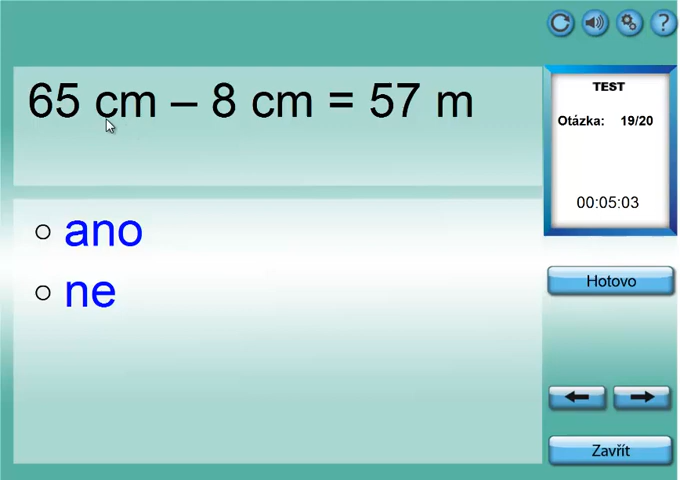 65 cm – 8 cm = 57 m
TEST
Otázka: 19/20
00:05:03
ano
ne
Hotovo
Zavřít